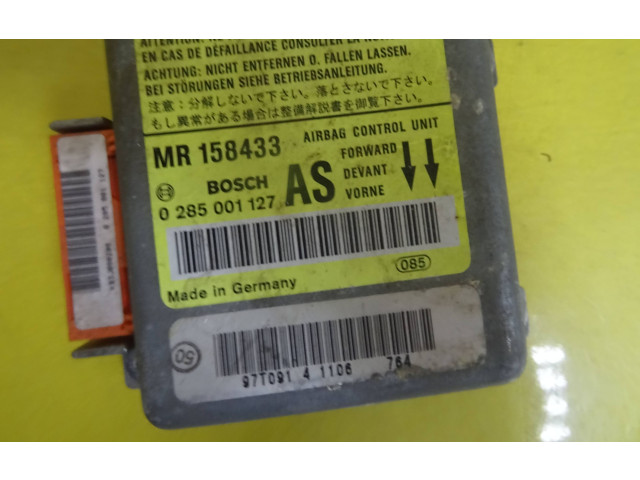 ATTENTION:
EN CAS DE DÉFAILLANCE CONSULTER LA
ACHTUNG: NICHT ENTFERNEN O. FALLEN LASSEN.
BEI STÖRUNGEN SIEHE BETRIEBSANLEITUNG.
注意：分解しないで下さい。落とさないで下さい。
もし異常がある場合は整備解説書を御覧下さい。
MR 158433 AIRBAG CONTROL UNIT
FORWARD
BOSCH AS DEVANT
0 285 001 127 VORNE
085
Made in Germany
50
97T091 4 1106 764